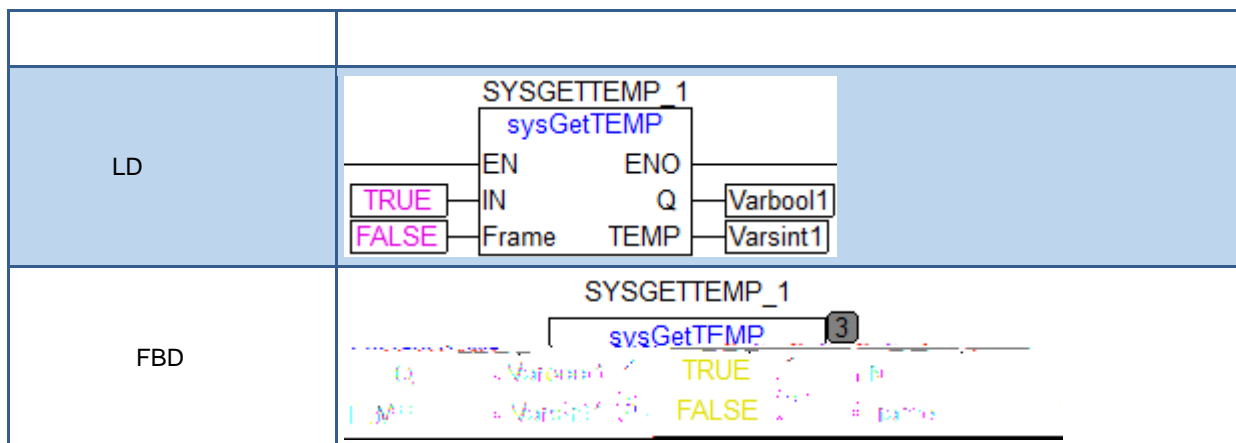 SYSGETTEMP_1
sysGetTEMP
LD
EN ENO
TRUE IN Q Varbool1
FALSE Frame TEMP Varsint1
SYSGETTEMP_1
sysGetTEMP 3
FBD
TRUE
FALSE